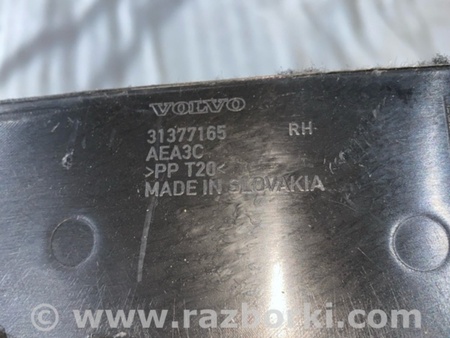 VOLVO
31377165 RH
AEA3C
>PP T20<
MADE IN SLOVAKIA
© www.razborki.com